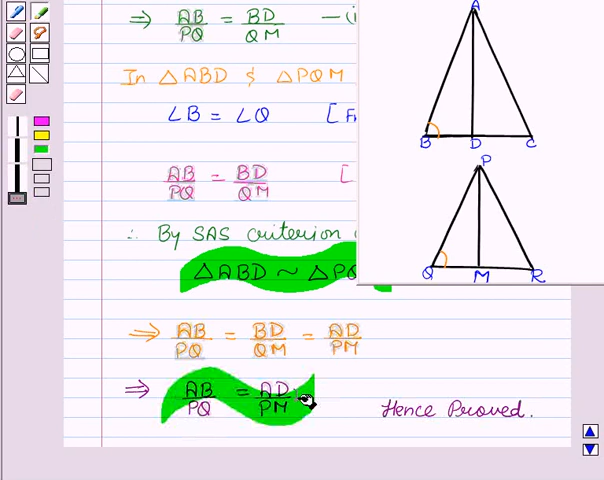 ⇒ AB/PQ = BD/QM —(i
In △ABD & △PQM
∠B = ∠Q [
AB/PQ = BD/QM [
∴ By SAS criterion
△ABD ~ △PQ
⇒ AB/PQ = BD/QM = AD/PM
⇒ AB/PQ = AD/PM
Hence Proved.
A
B D C
P
Q M R